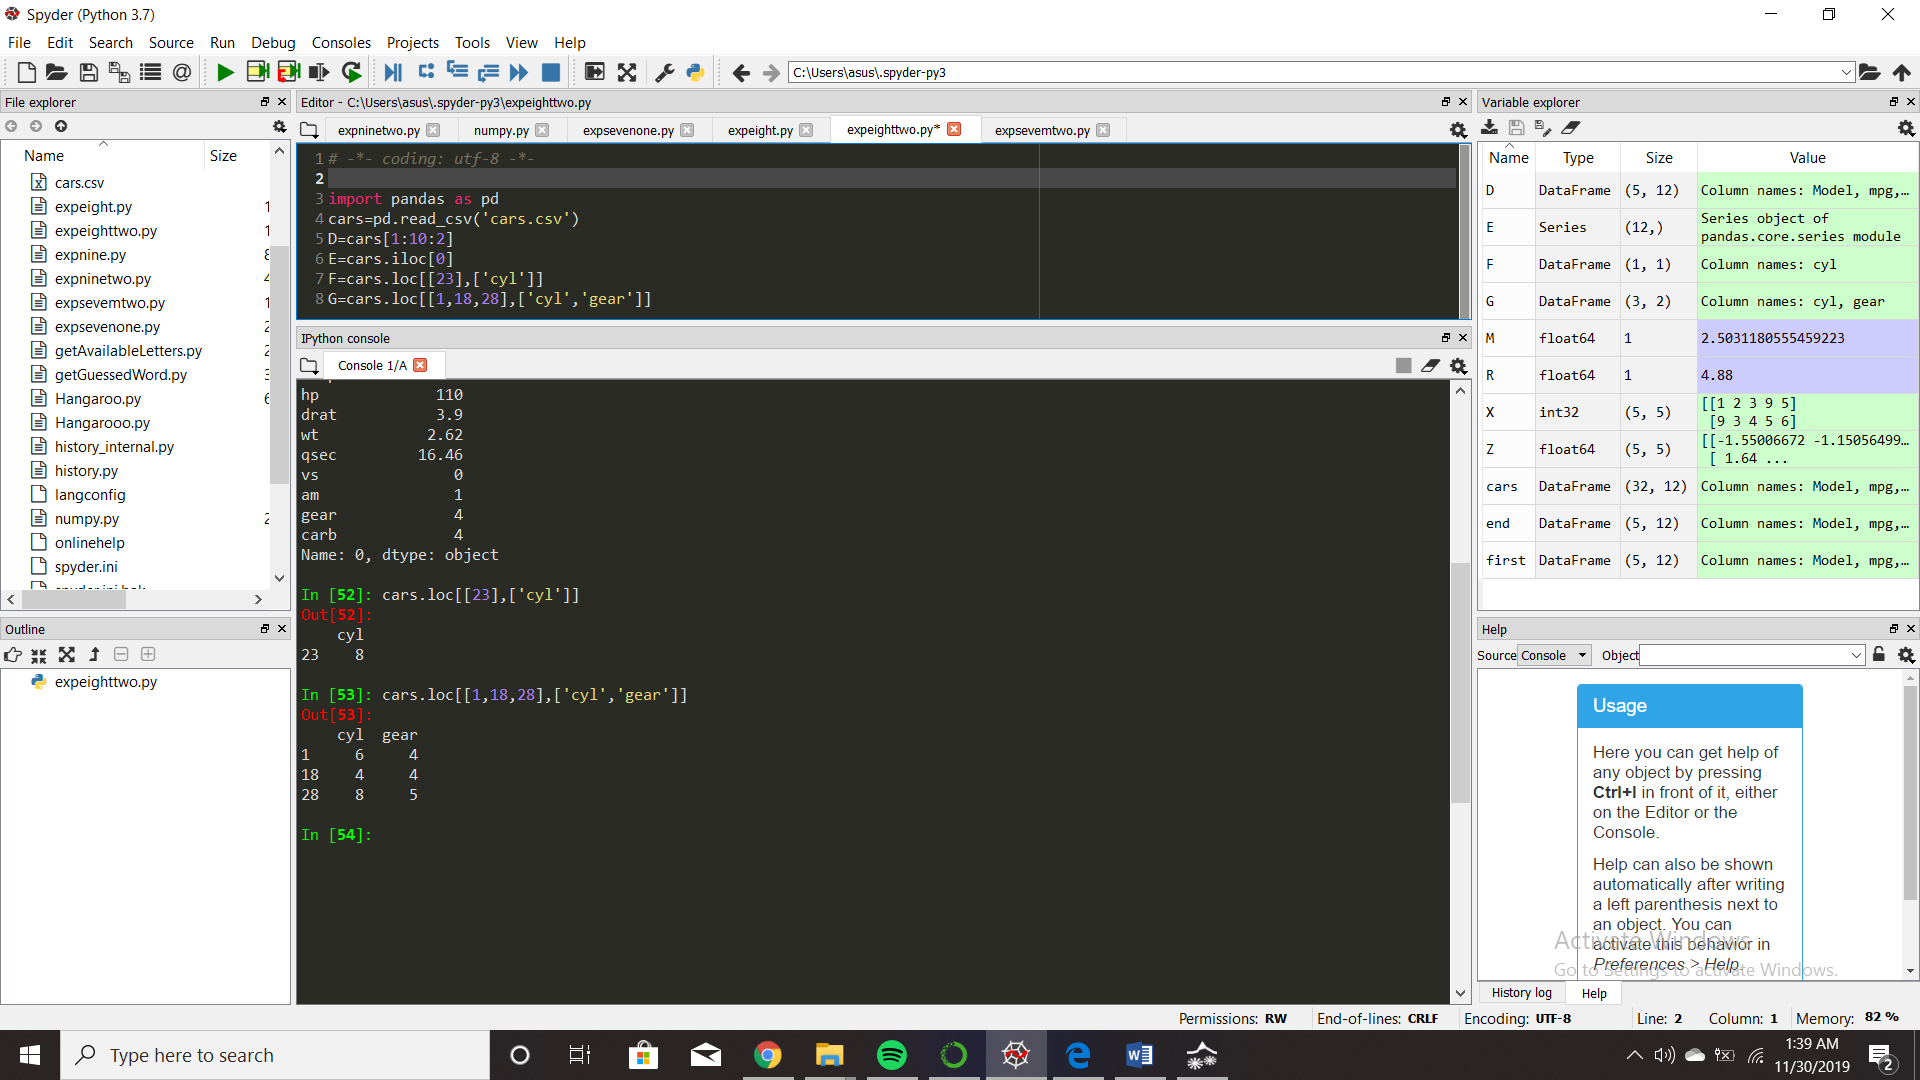 Spyder (Python 3.7)
File Edit Search Source Run Debug Consoles Projects Tools View Help
C:\Users\asus\.spyder-py3
File explorer
Name Size
cars.csv
expeight.py 1
expeighttwo.py 1
expnine.py
expninetwo.py
expsevemtwo.py 1
expsevenone.py 2
getAvailableLetters.py 2
getGuessedWord.py
Hangaroo.py
Hangarooo.py
history_internal.py
history.py
langconfig
numpy.py 2
onlinehelp
spyder.ini
Outline
expeighttwo.py
Editor - C:\Users\asus\.spyder-py3\expeighttwo.py
expninetwo.py numpy.py expsevenone.py expeight.py expeighttwo.py* expsevemtwo.py
1 # -*- coding: utf-8 -*-
2
3 import pandas as pd
4 cars=pd.read_csv('cars.csv')
5 D=cars[1:10:2]
6 E=cars.iloc[0]
7 F=cars.loc[[23],['cyl']]
8 G=cars.loc[[1,18,28],['cyl','gear']]
IPython console
Console 1/A
hp 110
drat 3.9
wt 2.62
qsec 16.46
vs 0
am 1
gear 4
carb 4
Name: 0, dtype: object
In [52]: cars.loc[[23],['cyl']]
Out[52]:
cyl
23 8
In [53]: cars.loc[[1,18,28],['cyl','gear']]
Out[53]:
cyl gear
1 6 4
18 4 4
28 8 5
In [54]:
Variable explorer
Name Type Size Value
D DataFrame (5, 12) Column names: Model, mpg,...
E Series (12,) Series object of
pandas.core.series module
F DataFrame (1, 1) Column names: cyl
G DataFrame (3, 2) Column names: cyl, gear
M float64 1 2.5031180555459223
R float64 1 4.88
X int32 (5, 5) [[1 2 3 9 5]
[9 3 4 5 6]
Z float64 (5, 5) [[-1.55006672 -1.15056499...
[ 1.64 ...
cars DataFrame (32, 12) Column names: Model, mpg,...
end DataFrame (5, 12) Column names: Model, mpg,...
first DataFrame (5, 12) Column names: Model, mpg,...
Help
Source Console Object
Usage
Here you can get help of
any object by pressing
Ctrl+I in front of it, either
on the Editor or the
Console.
Help can also be shown
automatically after writing
a left parenthesis next to
an object. You can
activate this behavior in
Preferences > Help.
Activate Windows
Go to Settings to activate Windows.
History log Help
Permissions: RW End-of-lines: CRLF Encoding: UTF-8 Line: 2 Column: 1 Memory: 82 %
Type here to search
1:39 AM
11/30/2019
2